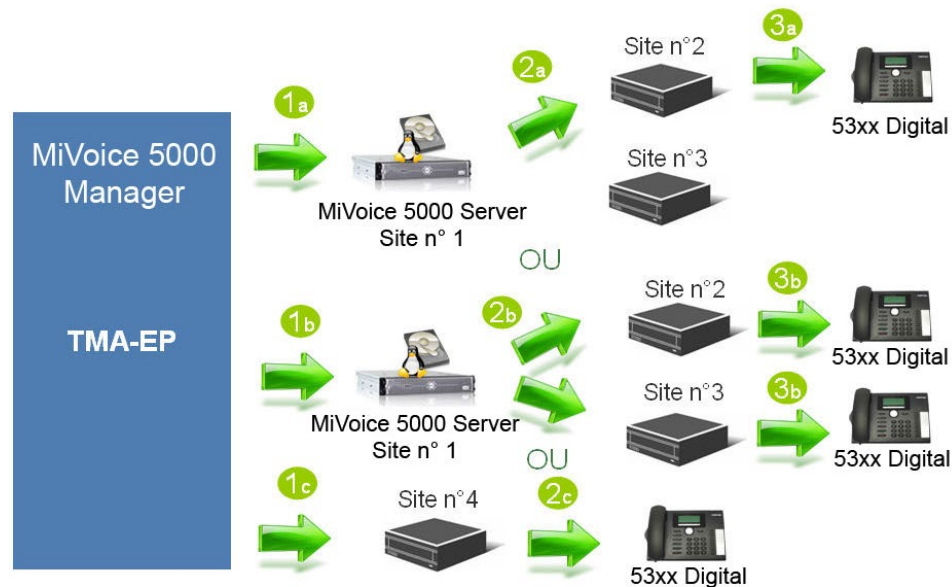 MiVoice 5000
Manager
TMA-EP
1a
MiVoice 5000 Server
Site n° 1
2a
Site n°2
3a
53xx Digital
Site n°3
OU
1b
MiVoice 5000 Server
Site n° 1
2b
Site n°2
3b
53xx Digital
Site n°3
3b
53xx Digital
OU
1c
Site n°4
2c
53xx Digital